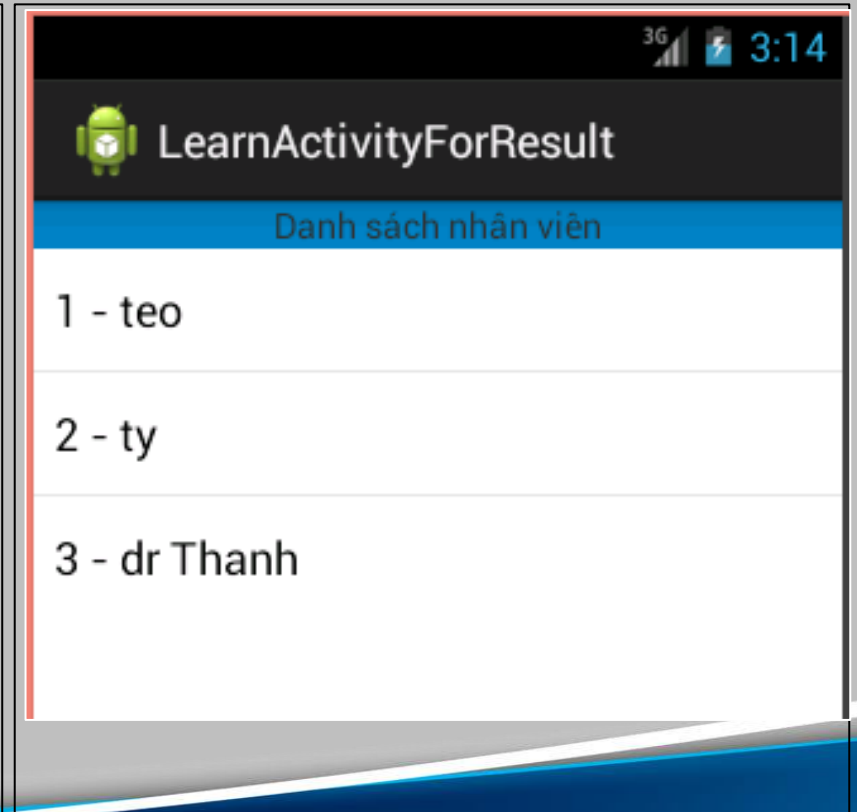 3G 3:14
LearnActivityForResult
Danh sách nhân viên
1 - teo
2 - ty
3 - dr Thanh